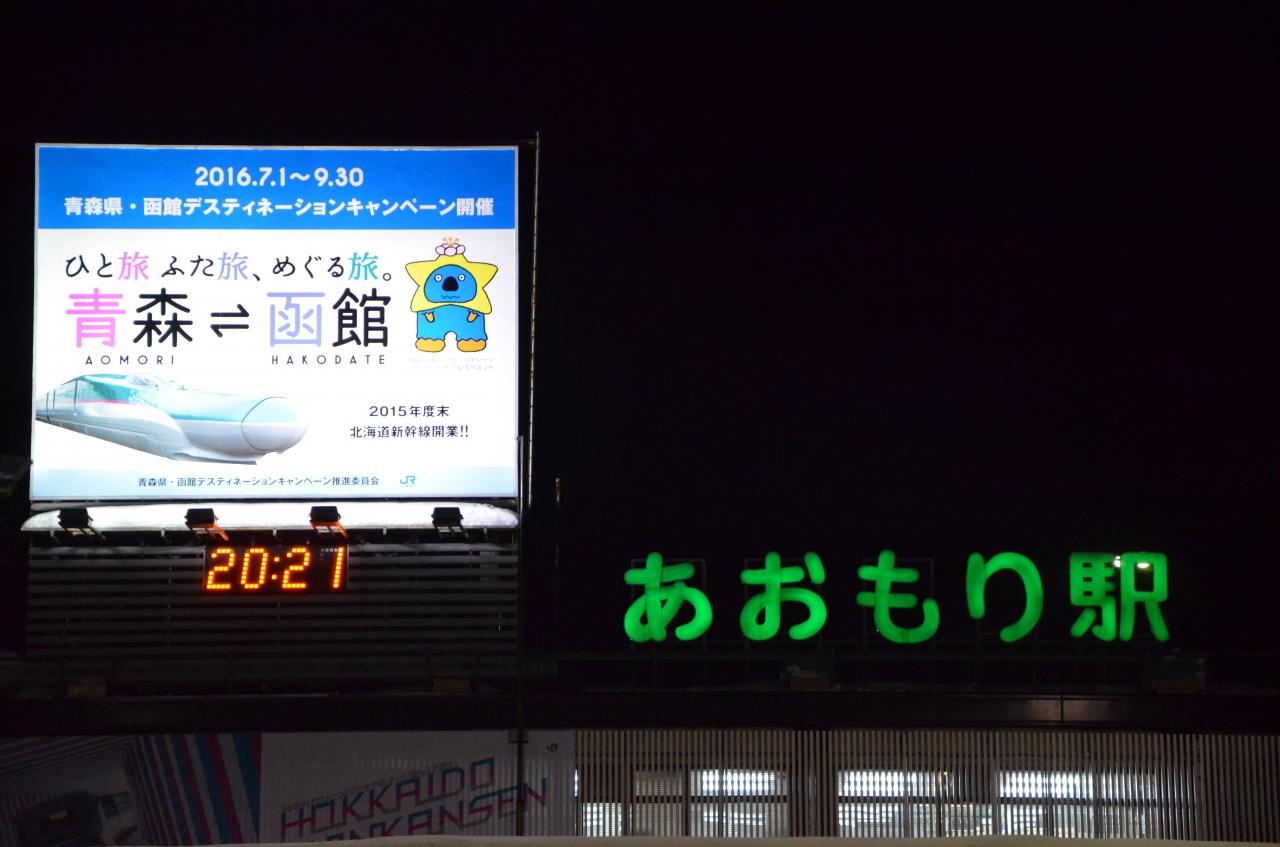 2016.7.1〜9.30
青森県・函館デスティネーションキャンペーン開催
ひと旅 ふた旅、めぐる旅。
青森⇌函館
AOMORI HAKODATE
2015年度末
北海道新幹線開業!!
青森県・函館デスティネーションキャンペーン推進委員会 JR
20:21
あおもり駅
JR
HOKKAIDO